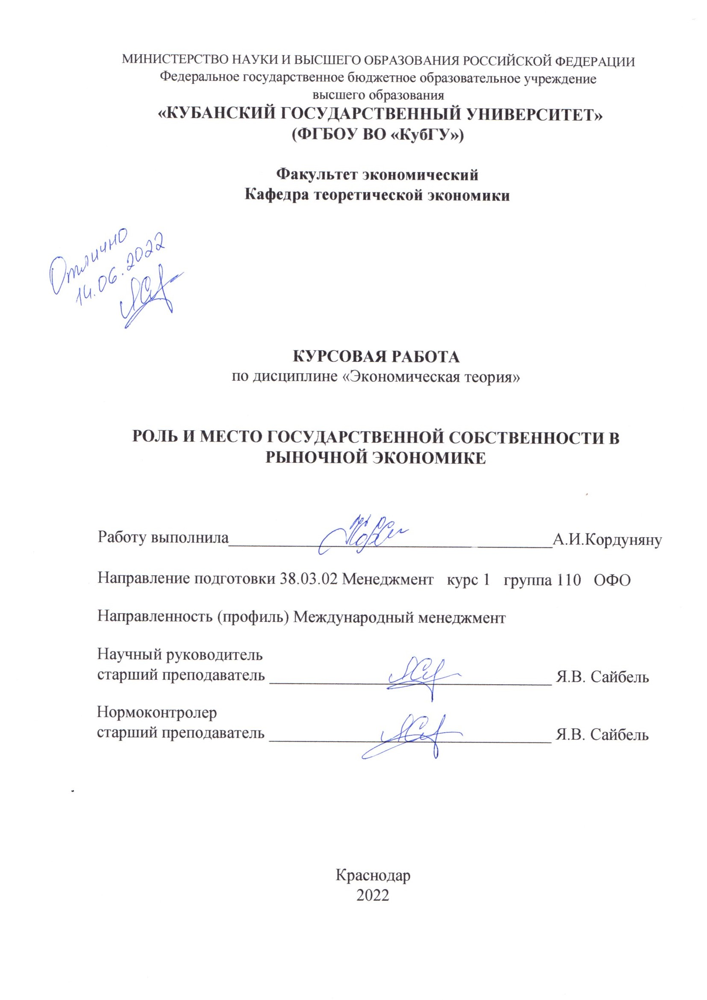 МИНИСТЕРСТВО НАУКИ И ВЫСШЕГО ОБРАЗОВАНИЯ РОССИЙСКОЙ ФЕДЕРАЦИИ
Федеральное государственное бюджетное образовательное учреждение
высшего образования
«КУБАНСКИЙ ГОСУДАРСТВЕННЫЙ УНИВЕРСИТЕТ»
(ФГБОУ ВО «КубГУ»)
Факультет экономический
Кафедра теоретической экономики
Отлично
14.06.2022
КУРСОВАЯ РАБОТА
по дисциплине «Экономическая теория»
РОЛЬ И МЕСТО ГОСУДАРСТВЕННОЙ СОБСТВЕННОСТИ В
РЫНОЧНОЙ ЭКОНОМИКЕ
Работу выполнила А.И.Кордуняну
Направление подготовки 38.03.02 Менеджмент курс 1 группа 110 ОФО
Направленность (профиль) Международный менеджмент
Научный руководитель
старший преподаватель Я.В. Сайбель
Нормоконтролер
старший преподаватель Я.В. Сайбель
Краснодар
2022